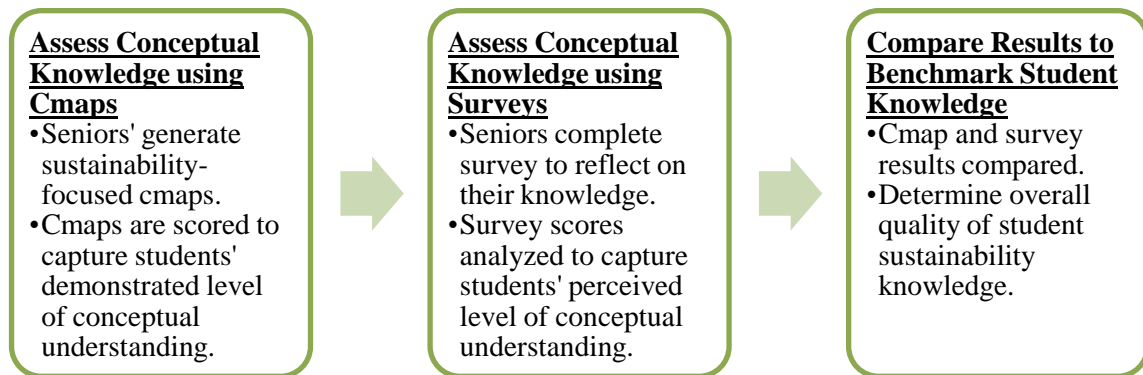 Assess Conceptual
Knowledge using
Cmaps
•Seniors' generate
sustainability-
focused cmaps.
•Cmaps are scored to
capture students'
demonstrated level
of conceptual
understanding.
Assess Conceptual
Knowledge using
Surveys
•Seniors complete
survey to reflect on
their knowledge.
•Survey scores
analyzed to capture
students' perceived
level of conceptual
understanding.
Compare Results to
Benchmark Student
Knowledge
•Cmap and survey
results compared.
•Determine overall
quality of student
sustainability
knowledge.